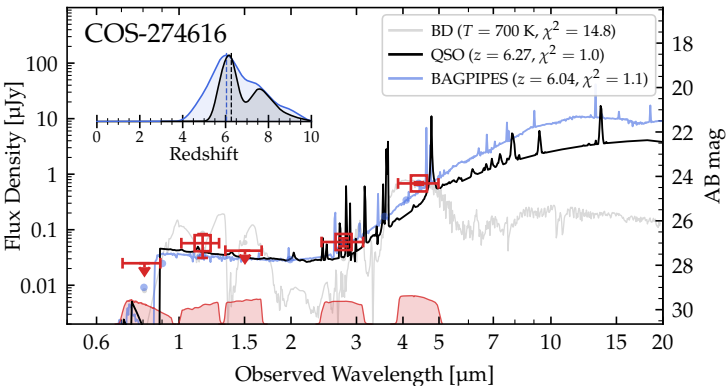 COS-274616
BD (T = 700 K, χ² = 14.8)
QSO (z = 6.27, χ² = 1.0)
BAGPIPES (z = 6.04, χ² = 1.1)
0 2 4 6 8 10
Redshift
Flux Density [μJy]
100
10
1
0.1
0.01
AB mag
18
20
22
24
26
28
30
0.6 1 2 3 4 5 10 15 20
Observed Wavelength [μm]